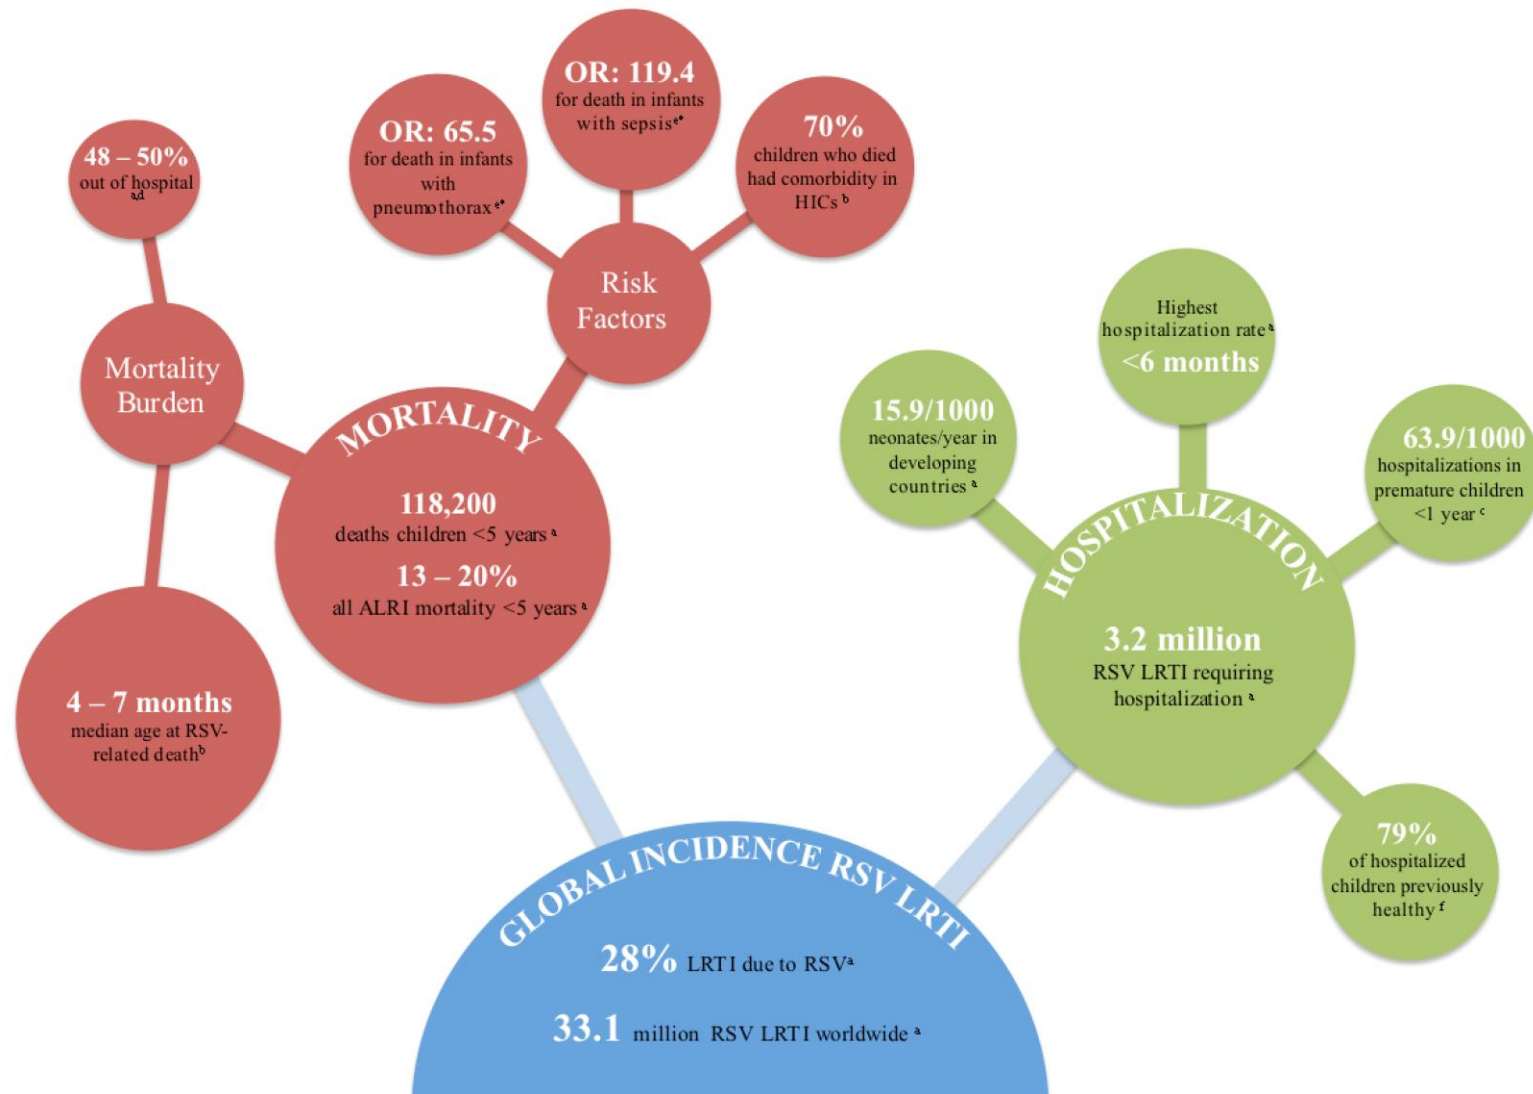 48 – 50%
out of hospital
a,d
Mortality
Burden
4 – 7 months
median age at RSV-
related death b
OR: 65.5
for death in infants
with
pneumothorax e*
OR: 119.4
for death in infants
with sepsis e*
70%
children who died
had comorbidity in
HICs b
Risk
Factors
MORTALITY
118,200
deaths children <5 years a
13 – 20%
all ALRI mortality <5 years a
15.9/1000
neonates/year in
developing
countries a
Highest
hospitalization rate a
<6 months
63.9/1000
hospitalizations in
premature children
<1 year c
HOSPITALIZATION
3.2 million
RSV LRTI requiring
hospitalization a
79%
of hospitalized
children previously
healthy f
GLOBAL INCIDENCE RSV LRTI
28% LRTI due to RSV a
33.1 million RSV LRTI worldwide a